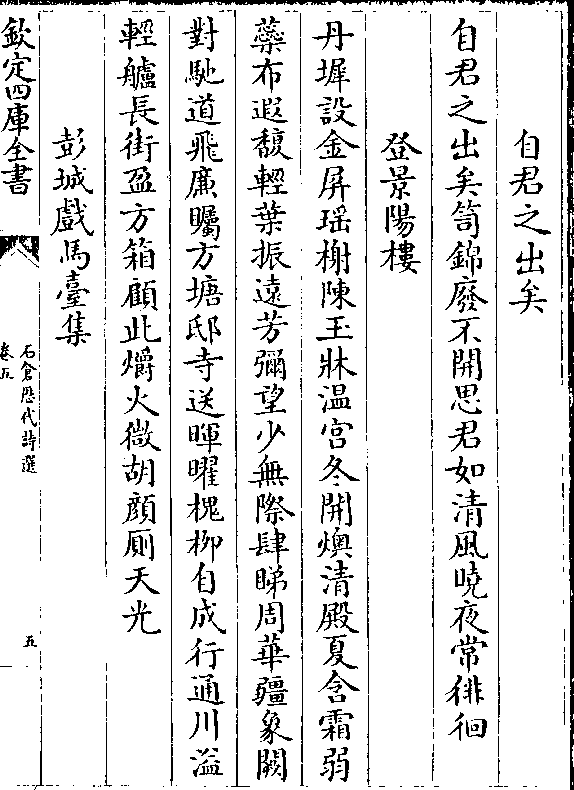 自君之出矣
自君之出矣笥錦廢不開思君如清風曉夜常徘徊
登景陽樓
丹墀設金屏瑶榭陳玉牀温宫冬開燠清殿夏含霜弱
蘂布遐馥輕葉振遠芳彌望少無際肆睇周華疆象闕
對馳道飛㢘矚方塘邸寺送暉曜槐柳自成行通川溢
輕艫長街盈方箱顧此爝火微胡顔厠天光
彭城戲馬臺集
欽定四庫全書
石倉歷代詩選
卷五
五